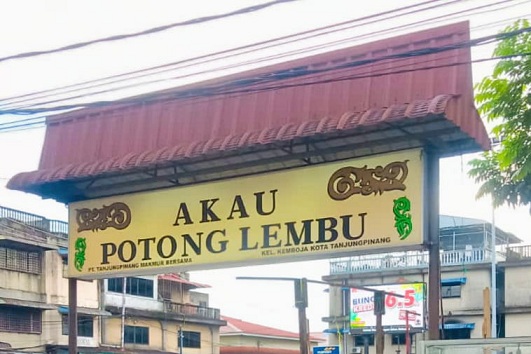 AKAU
POTONG LEMBU
PT. TANJUNGPINANG MAKMUR BERSAMA
KEL. KEMBOJA KOTA TANJUNGPINANG
6.5